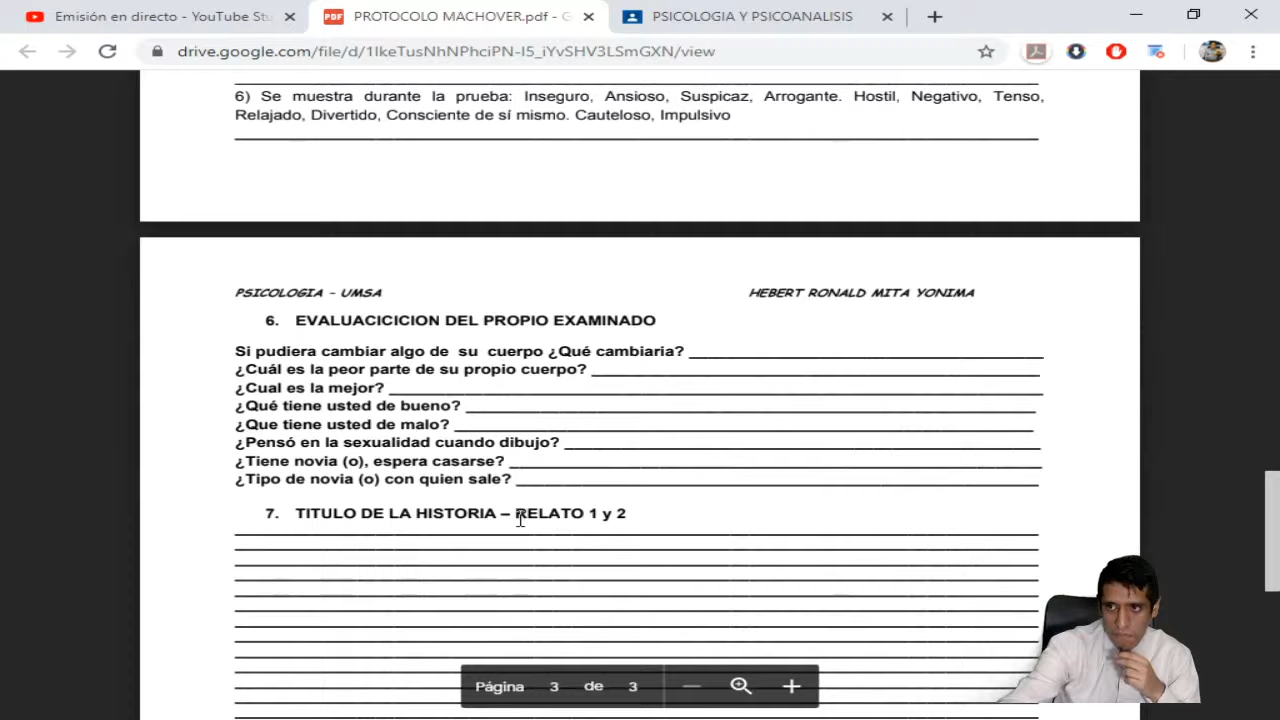 Emisión en directo - YouTube Stu
PROTOCOLO MACHOVER.pdf - G
PSICOLOGIA Y PSICOANALISIS
drive.google.com/file/d/1lkeTusNhNPhciPN-I5_iYvSHV3LSmGXN/view
6) Se muestra durante la prueba: Inseguro, Ansioso, Suspicaz, Arrogante. Hostil, Negativo, Tenso,
Relajado, Divertido, Consciente de sí mismo. Cauteloso, Impulsivo
PSICOLOGIA - UMSA
HEBERT RONALD MITA YONIMA
6. EVALUACICICION DEL PROPIO EXAMINADO
Si pudiera cambiar algo de su cuerpo ¿Qué cambiaria?
¿Cuál es la peor parte de su propio cuerpo?
¿Cual es la mejor?
¿Qué tiene usted de bueno?
¿Que tiene usted de malo?
¿Pensó en la sexualidad cuando dibujo?
¿Tiene novia (o), espera casarse?
¿Tipo de novia (o) con quien sale?
7. TITULO DE LA HISTORIA – RELATO 1 y 2
Página 3 de 3